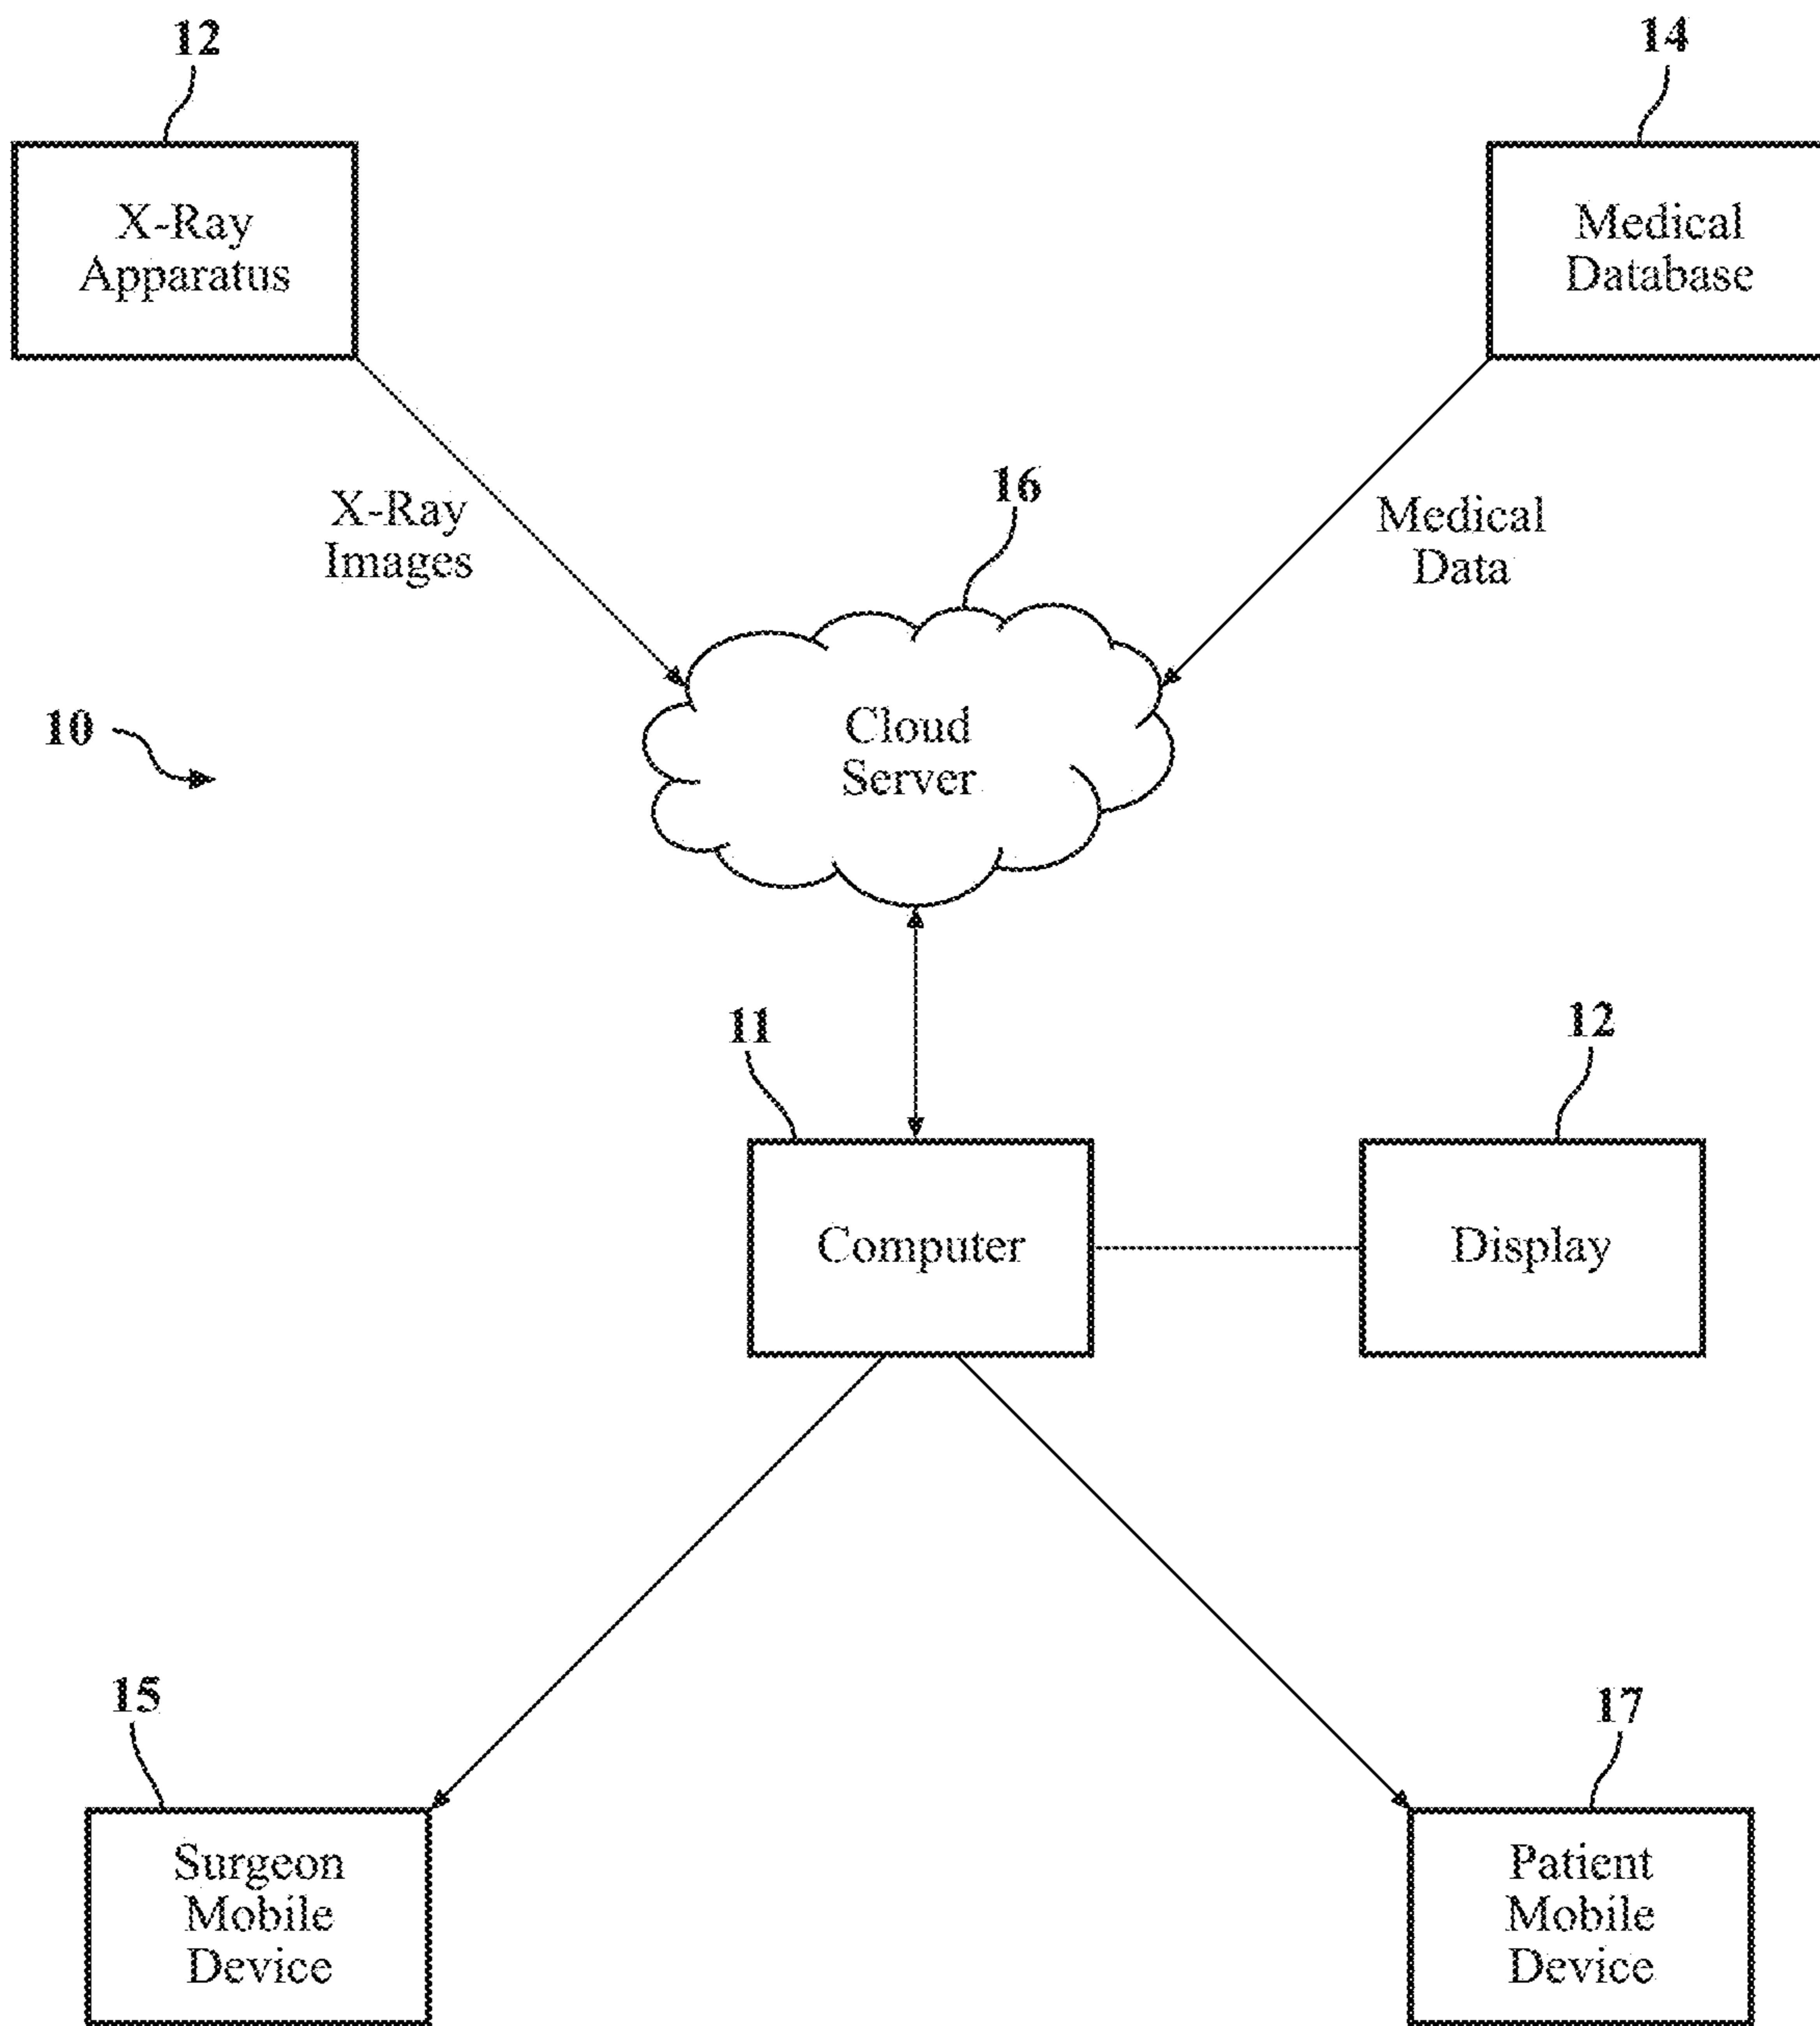 12
14
X-Ray
Apparatus
Medical
Database
16
X-Ray
Images
Medical
Data
10
Cloud
Server
11
12
Computer
Display
15
17
Surgeon
Mobile
Device
Patient
Mobile
Device